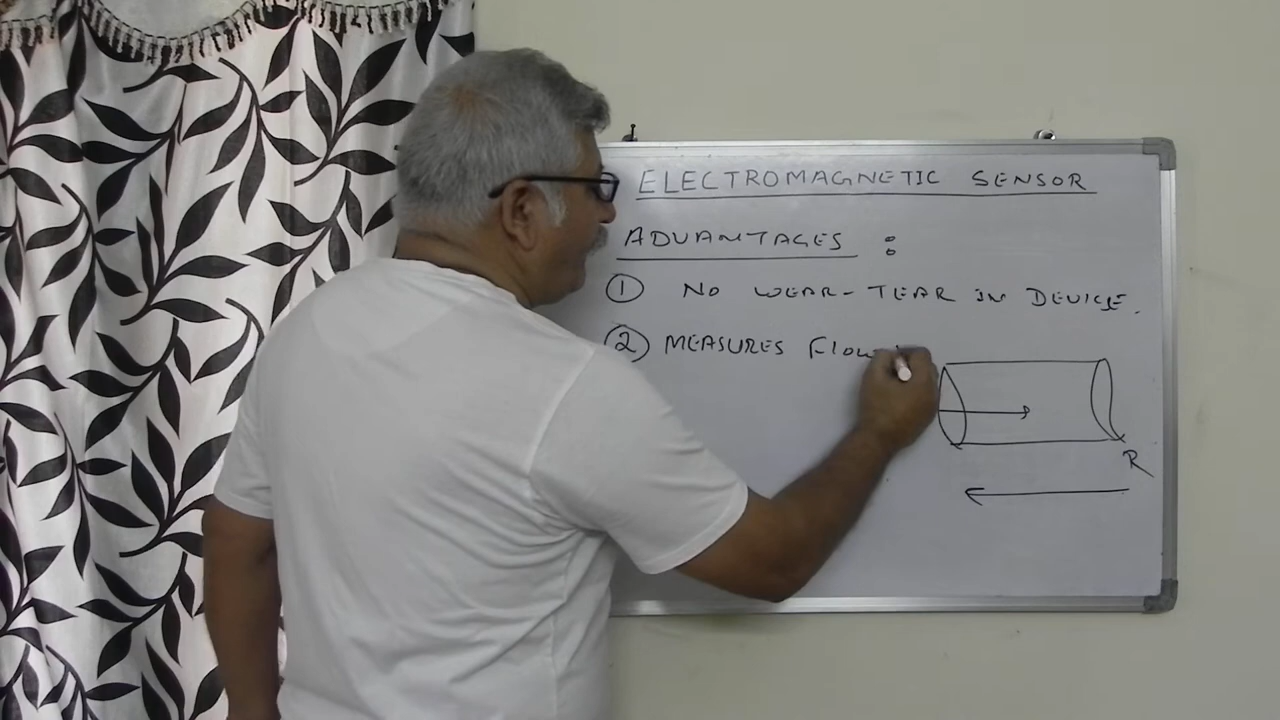 ELECTROMAGNETIC SENSOR
ADVANTAGES :
1 NO WEAR-TEAR IN DEVICE.
2 MEASURES FLOW
R